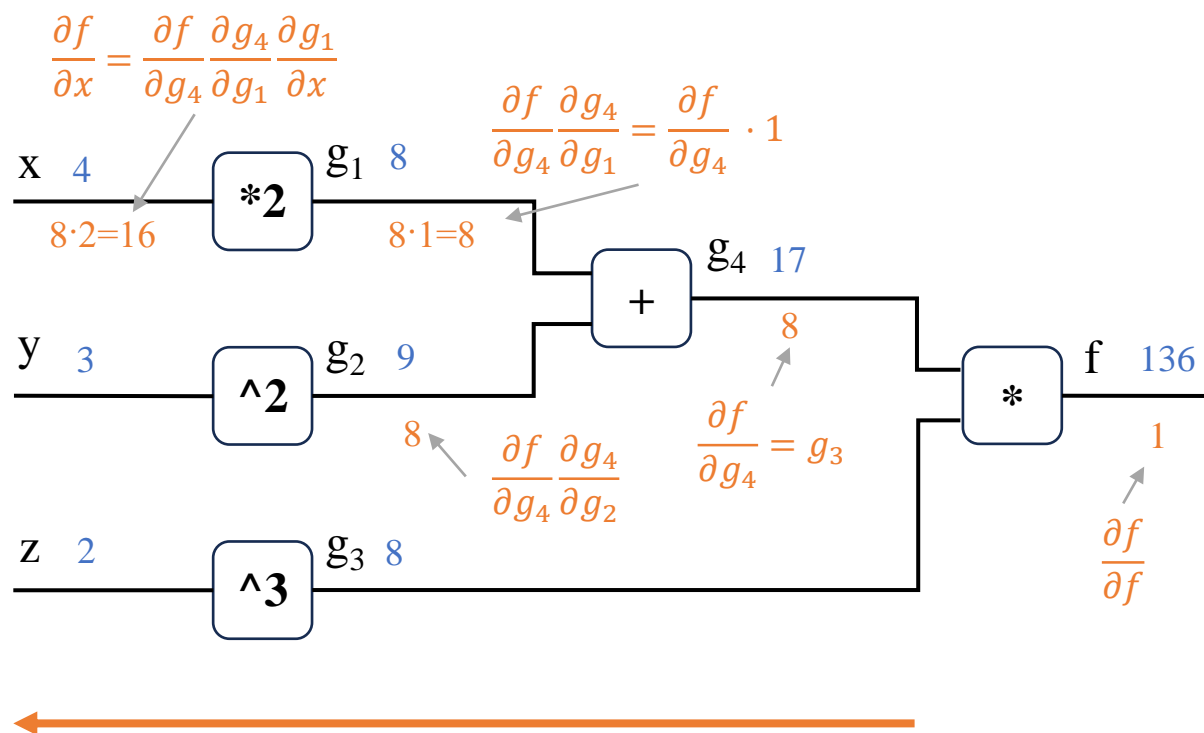 ∂f/∂x = ∂f/∂g₄ ∂g₄/∂g₁ ∂g₁/∂x
∂f/∂g₄ ∂g₄/∂g₁ = ∂f/∂g₄ · 1
x 4
*2
g₁ 8
8·2=16
8·1=8
g₄ 17
+
8
y 3
^2
g₂ 9
8
∂f/∂g₄ ∂g₄/∂g₂
∂f/∂g₄ = g₃
*
f 136
1
∂f/∂f
z 2
^3
g₃ 8